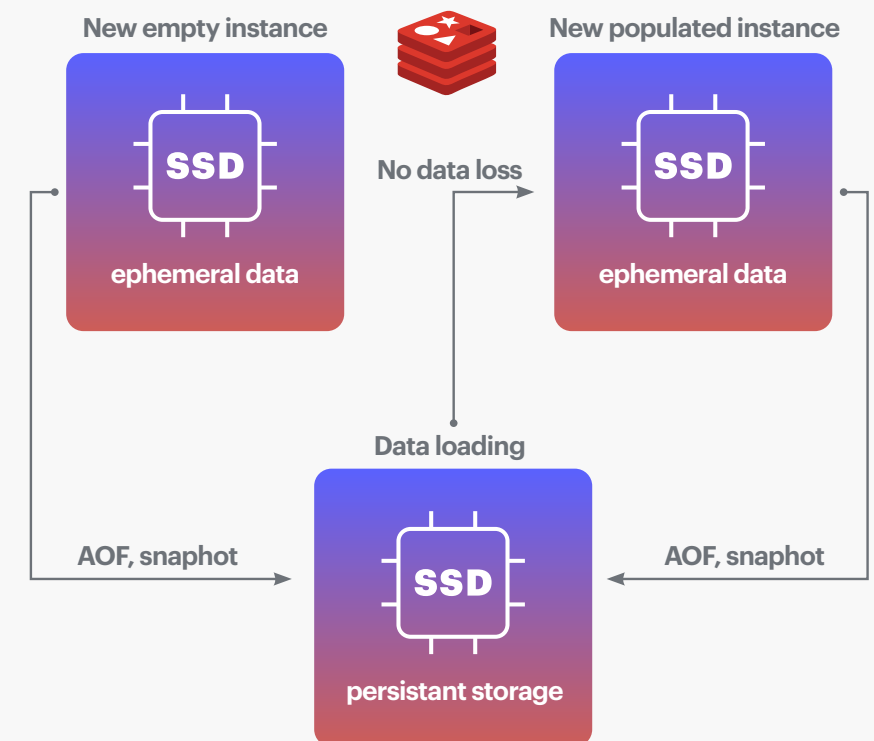 New empty instance
New populated instance
SSD
ephemeral data
No data loss
SSD
ephemeral data
Data loading
AOF, snaphot
AOF, snaphot
SSD
persistant storage